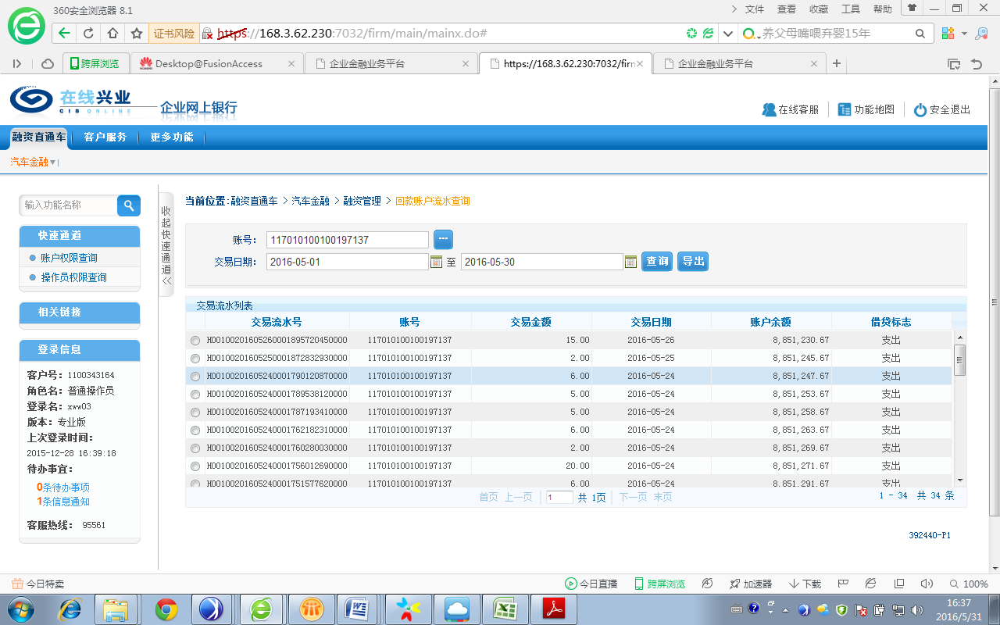 360安全浏览器 8.1
文件 查看 收藏 工具 帮助
证书风险 https://168.3.62.230:7032/firm/main/mainx.do#
养父母嘴喂弃婴15年
跨屏浏览 Desktop@FusionAccess 企业金融业务平台 https://168.3.62.230:7032/firm 企业金融业务平台
在线兴业 CIB ONLINE 企业网上银行
在线客服 功能地图 安全退出
融资直通车 客户服务 更多功能
汽车金融
输入功能名称
快速通道
账户权限查询
操作员权限查询
相关链接
登录信息
客户号: 1100343164
角色名: 普通操作员
登录名: xww03
版本: 专业版
上次登录时间:
2015-12-28 16:39:18
待办事宜:
0条待办事项
1条信息通知
客服热线: 95561
收起快速通道 <<
当前位置:融资直通车 > 汽车金融 > 融资管理 > 回款账户流水查询
账号: 117010100100197137 ...
交易日期: 2016-05-01 至 2016-05-30 查询 导出
交易流水列表
交易流水号 账号 交易金额 交易日期 账户余额 借贷标志
H00100201605260001895720450000 117010100100197137 15.00 2016-05-26 8,851,230.67 支出
H00100201605250001872832930000 117010100100197137 2.00 2016-05-25 8,851,245.67 支出
H00100201605240001790120870000 117010100100197137 6.00 2016-05-24 8,851,247.67 支出
H00100201605240001789538120000 117010100100197137 5.00 2016-05-24 8,851,253.67 支出
H00100201605240001787193410000 117010100100197137 5.00 2016-05-24 8,851,258.67 支出
H00100201605240001762182310000 117010100100197137 6.00 2016-05-24 8,851,263.67 支出
H00100201605240001760280030000 117010100100197137 2.00 2016-05-24 8,851,269.67 支出
H00100201605240001756012690000 117010100100197137 20.00 2016-05-24 8,851,271.67 支出
H00100201605240001751577620000 117010100100197137 6.00 2016-05-24 8,851,291.67 支出
首页 上一页 1 共 1页 下一页 末页 1 - 34 共 34 条
392440-P1
今日特卖 今日直播 跨屏浏览 加速器 下载 100%
16:37
2016/5/31